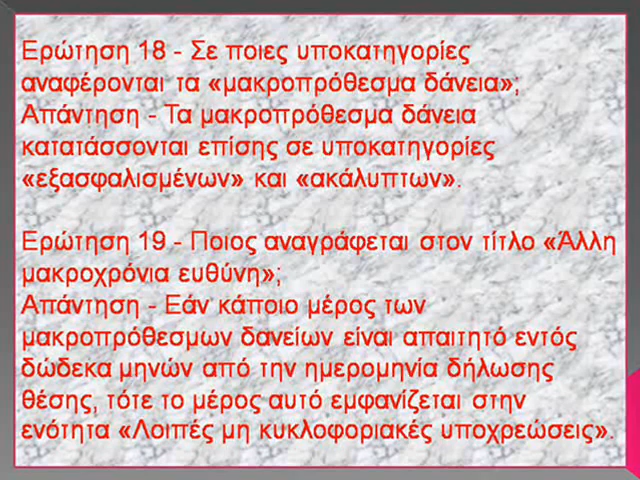 Ερώτηση 18 - Σε ποιες υποκατηγορίες
αναφέρονται τα «μακροπρόθεσμα δάνεια»;
Απάντηση - Τα μακροπρόθεσμα δάνεια
κατατάσσονται επίσης σε υποκατηγορίες
«εξασφαλισμένων» και «ακάλυπτων».
Ερώτηση 19 - Ποιος αναγράφεται στον τίτλο «Άλλη
μακροχρόνια ευθύνη»;
Απάντηση - Εάν κάποιο μέρος των
μακροπρόθεσμων δανείων είναι απαιτητό εντός
δώδεκα μηνών από την ημερομηνία δήλωσης
θέσης, τότε το μέρος αυτό εμφανίζεται στην
ενότητα «Λοιπές μη κυκλοφοριακές υποχρεώσεις».